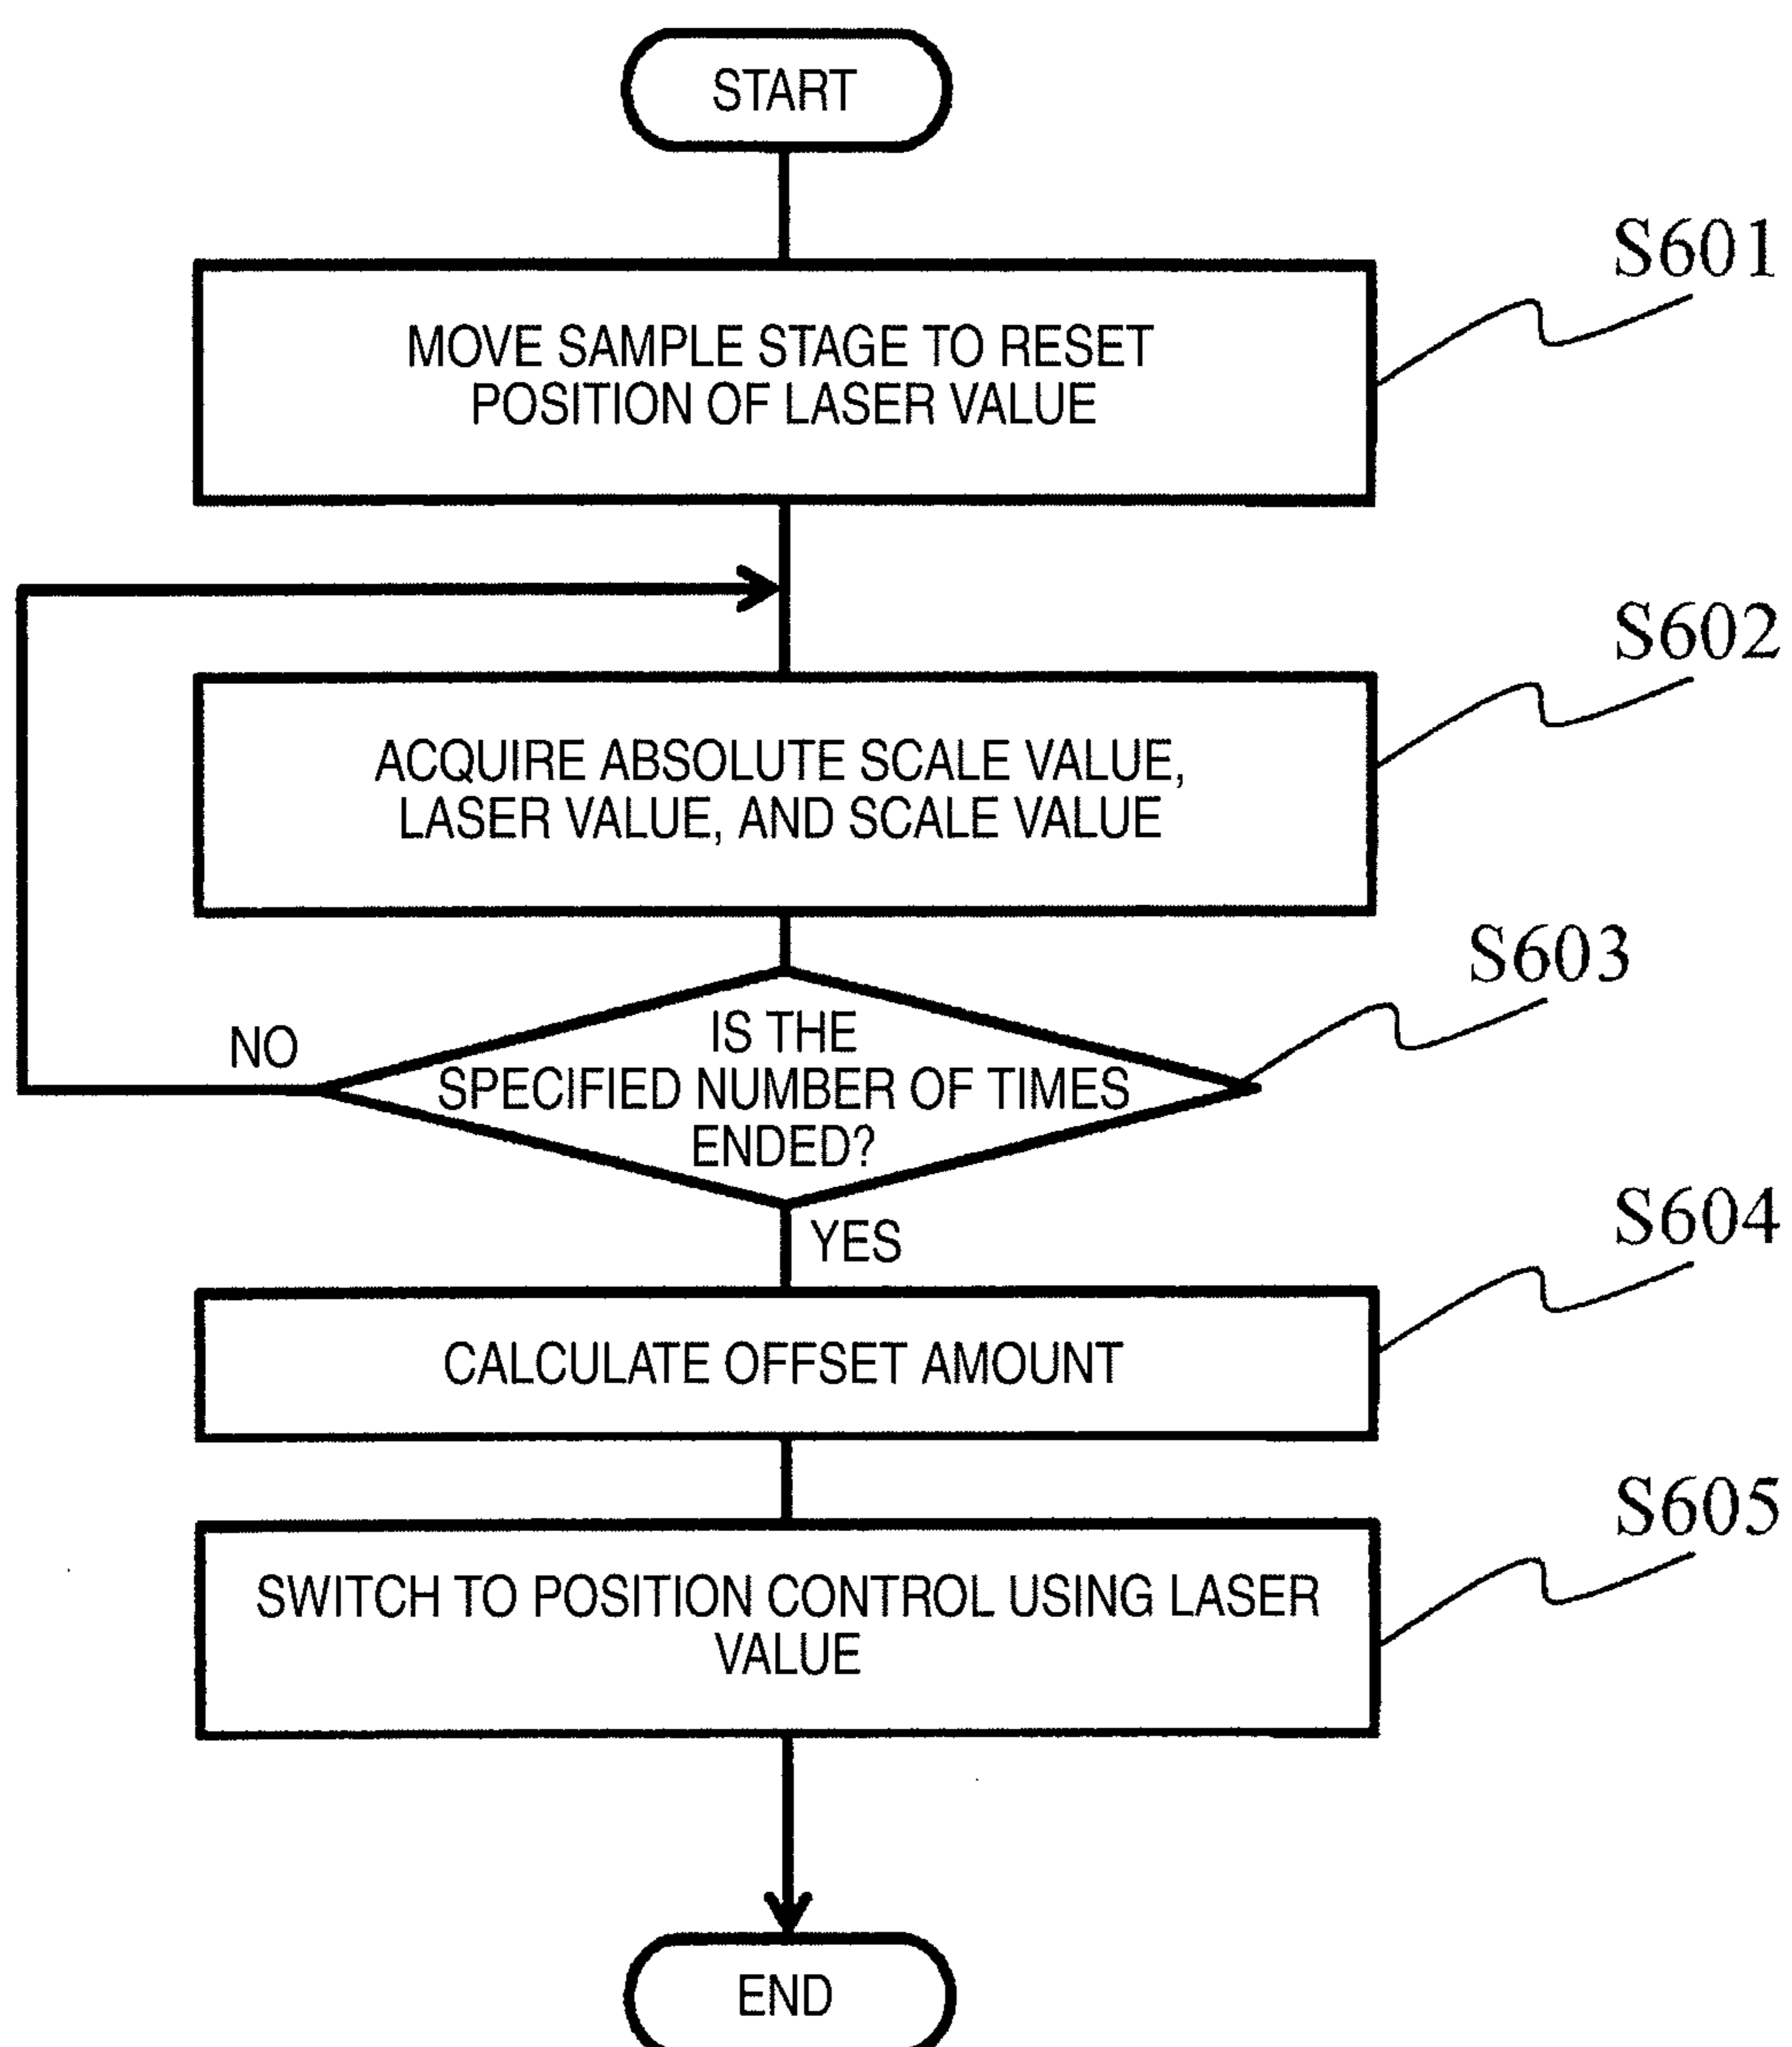 START
S601
MOVE SAMPLE STAGE TO RESET
POSITION OF LASER VALUE
S602
ACQUIRE ABSOLUTE SCALE VALUE,
LASER VALUE, AND SCALE VALUE
S603
IS THE
SPECIFIED NUMBER OF TIMES
ENDED?
NO
YES
S604
CALCULATE OFFSET AMOUNT
S605
SWITCH TO POSITION CONTROL USING LASER
VALUE
END